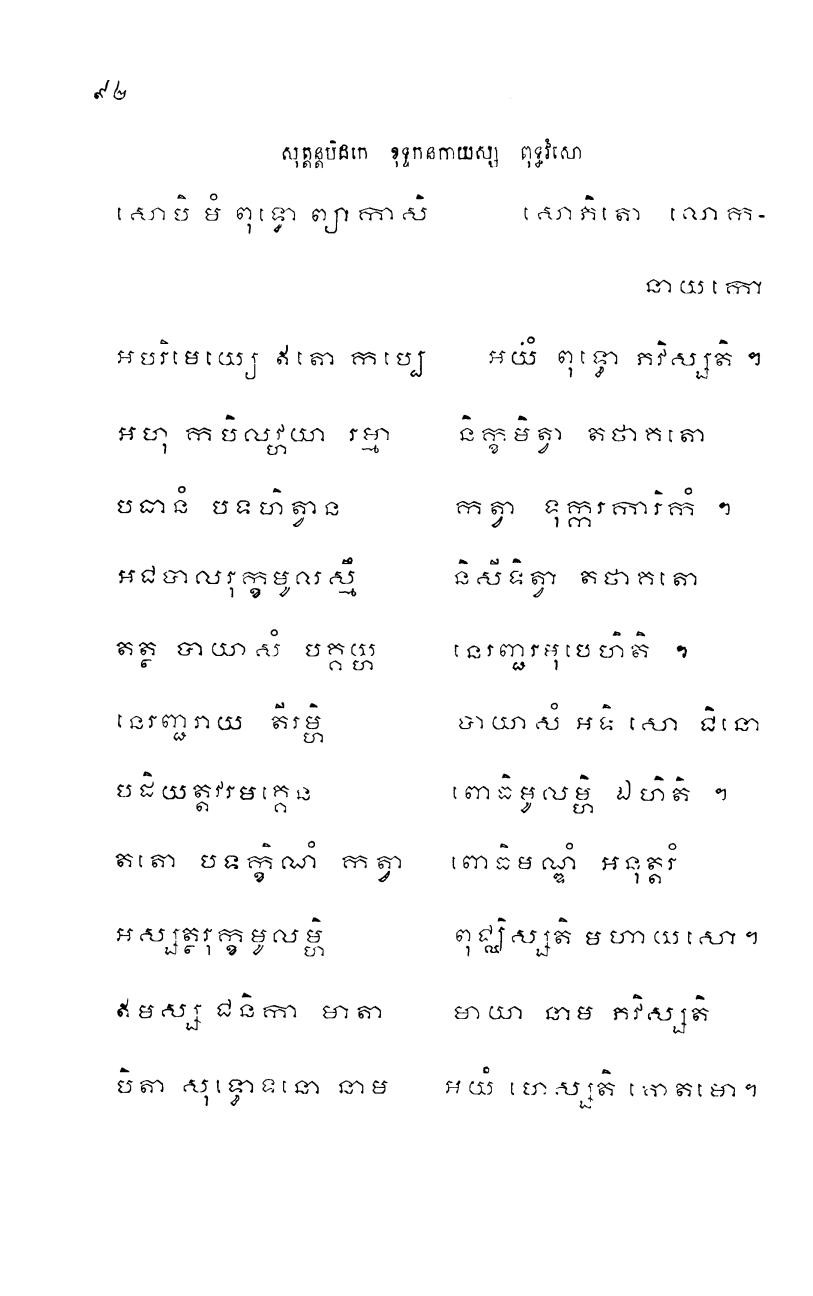 ៩២
សុត្តន្តបិដកេ ខុទ្ទកនិកាយស្ស ពុទ្ធវំសោ
សោបិ មំ ពុទ្ធោ ព្យាកាសិ សោភិតោ លោក-
នាយកោ
អបរិមេយ្យេ ឥតោ កប្បេ អយំ ពុទ្ធោ ភវិស្សតិ ។
អហុ កបិលវ្ហយា រម្មា និក្ខមិត្វា តថាគតោ
បធានំ បទហិត្វាន កត្វា ទុក្ករការិកំ ។
អជបាលរុក្ខមូលស្មឹ និសីទិត្វា តថាគតោ
តត្ថ បាយាសំ បគ្គយ្ហ នេរញ្ជរមុបេហិតិ ។
នេរញ្ជរាយ តីរម្ហិ បាយាសំ អទិ សោ ជិនោ
បដិយត្តវរមគ្គេន ពោធិមូលម្ហិ ឯហិតិ ។
តតោ បទក្ខិណំ កត្វា ពោធិមណ្ឌំ អនុត្តរំ
អស្សត្ថរុក្ខមូលម្ហិ ពុជ្ឈិស្សតិ មហាយសោ។
ឥមស្ស ជនិកា មាតា មាយា នាម ភវិស្សតិ
បិតា សុទ្ធោទនោ នាម អយំ ហេស្សតិ គោតមោ។